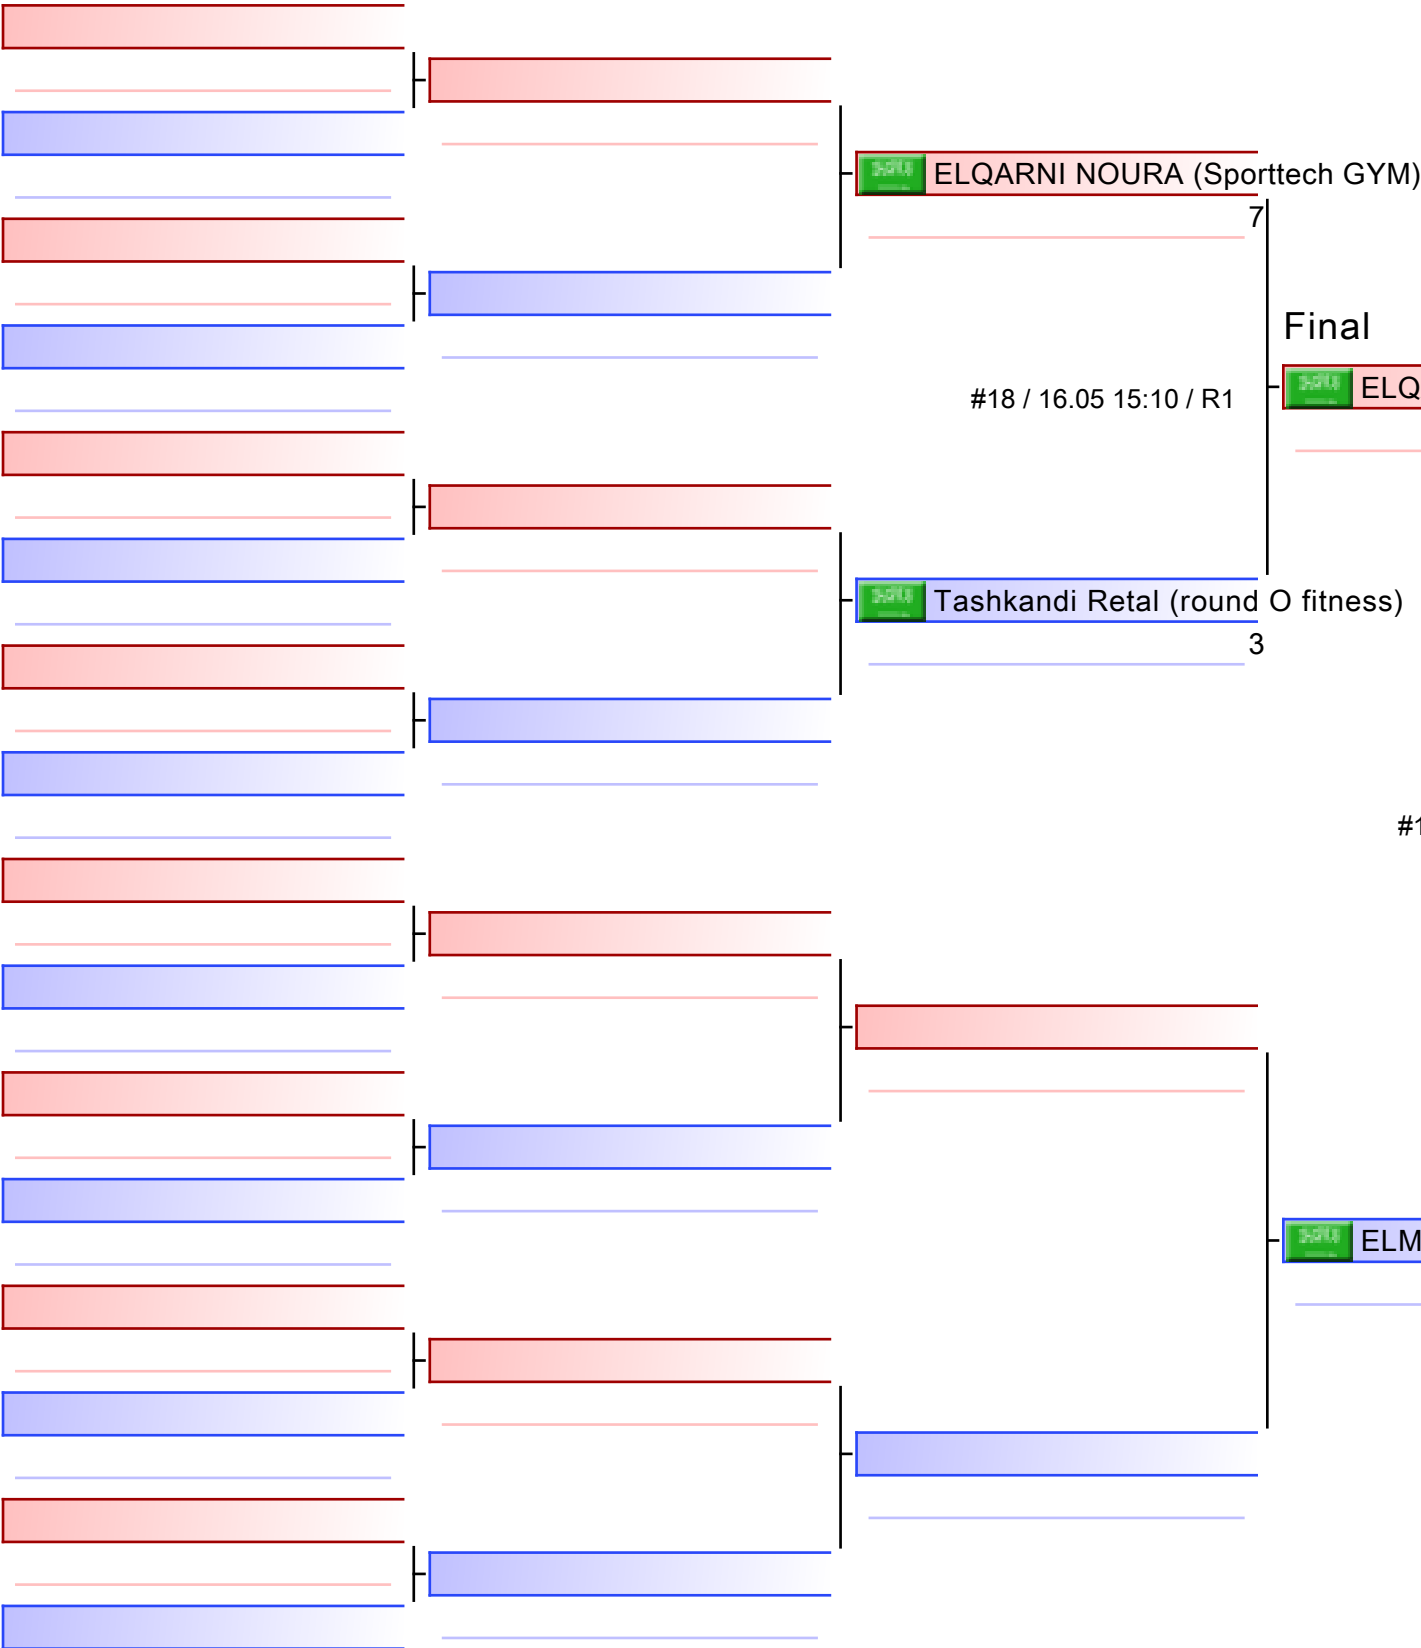 ELQARNI NOURA (Sporttech GYM)
7
Final
#18 / 16.05 15:10 / R1
ELQ
Tashkandi Retal (round O fitness)
3
#1
ELM